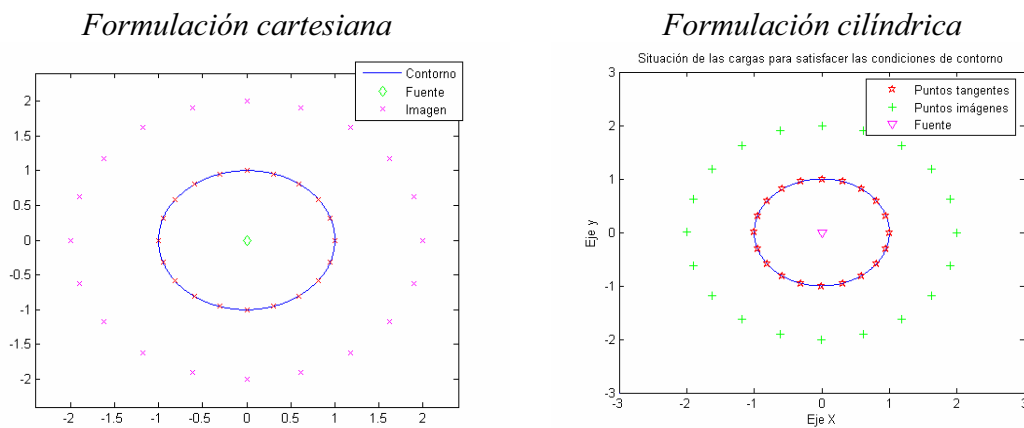 Formulación cartesiana
Contorno
Fuente
Imagen
2
1.5
1
0.5
0
-0.5
-1
-1.5
-2
-2 -1.5 -1 -0.5 0 0.5 1 1.5 2
Formulación cilíndrica
Situación de las cargas para satisfacer las condiciones de contorno
Puntos tangentes
Puntos imágenes
Fuente
3
2
1
0
-1
-2
-3
Eje y
-3 -2 -1 0 1 2 3
Eje X